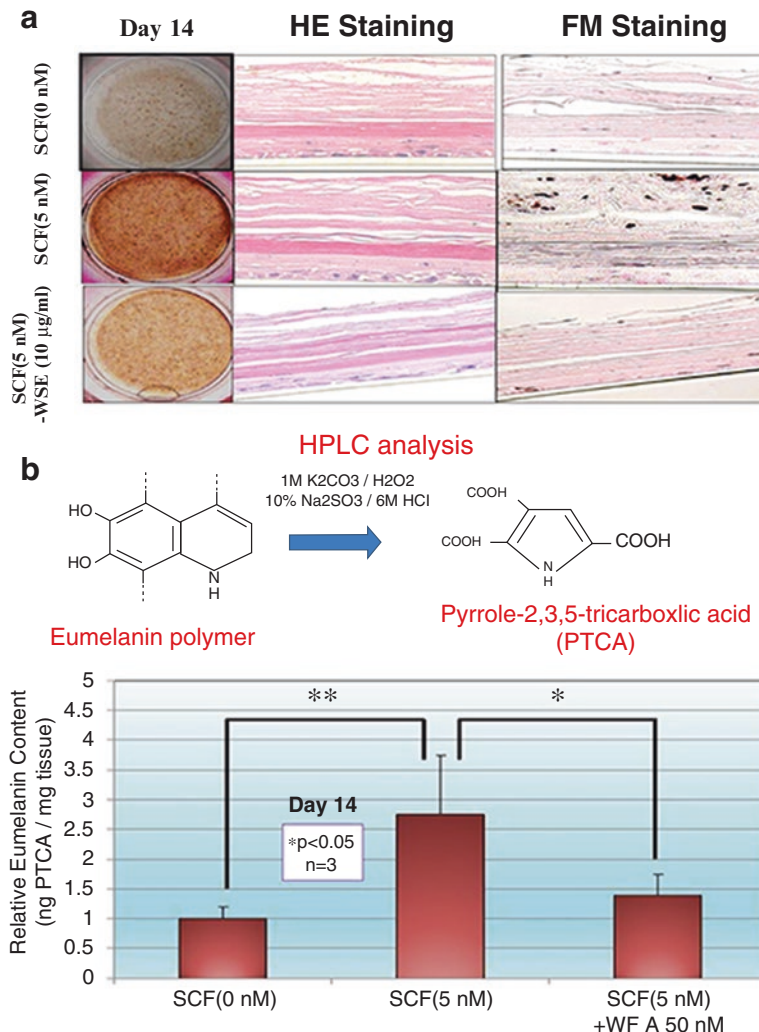 a
Day 14 HE Staining FM Staining
SCF(0 nM)
SCF(5 nM)
SCF(5 nM)
-WSE (10 µg/ml)
b
HPLC analysis
1M K2CO3 / H2O2
10% Na2SO3 / 6M HCl
HO
HO
N
H
COOH
COOH
COOH
N
H
Eumelanin polymer
Pyrrole-2,3,5-tricarboxlic acid
(PTCA)
Relative Eumelanin Content
(ng PTCA / mg tissue)
5
4.5
4
3.5
3
2.5
2
1.5
1
0.5
0
** *
Day 14
*p<0.05
n=3
SCF(0 nM) SCF(5 nM) SCF(5 nM)
+WF A 50 nM